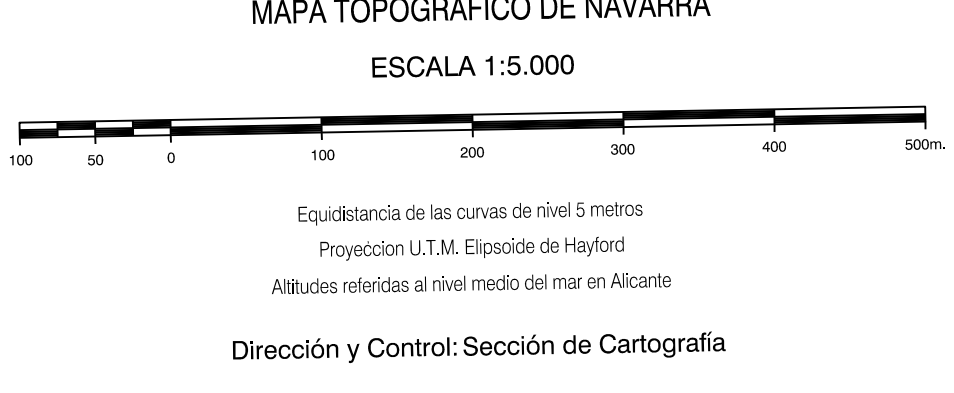 MAPA TOPOGRAFICO DE NAVARRA
ESCALA 1:5.000
100 50 0 100 200 300 400 500m.
Equidistancia de las curvas de nivel 5 metros
Proyeccion U.T.M. Elipsoide de Hayford
Altitudes referidas al nivel medio del mar en Alicante
Dirección y Control: Sección de Cartografía